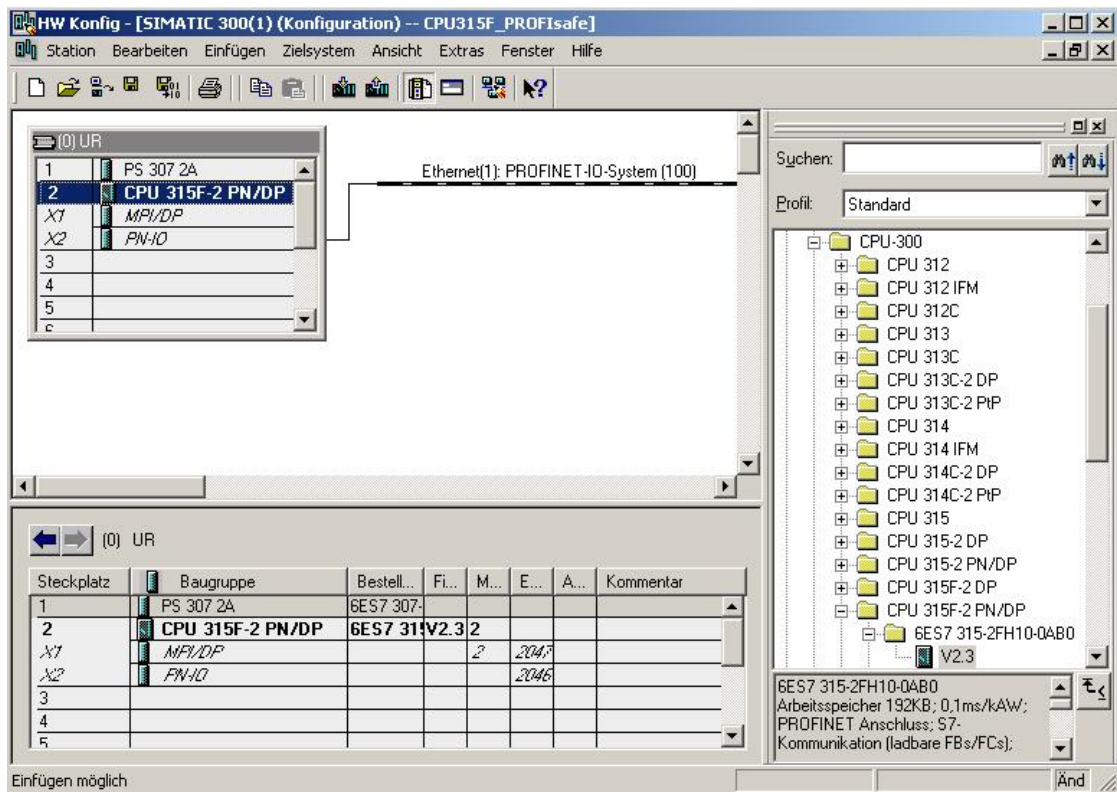 HW Konfig - [SIMATIC 300(1) (Konfiguration) -- CPU315F_PROFIsafe]
Station Bearbeiten Einfügen Zielsystem Ansicht Extras Fenster Hilfe
(0) UR
1 PS 307 2A
2 CPU 315F-2 PN/DP
X1 MPI/DP
X2 PN-IO
3
4
5
Ethernet(1): PROFINET-IO-System (100)
Suchen:
Profil: Standard
CPU-300
CPU 312
CPU 312 IFM
CPU 312C
CPU 313
CPU 313C
CPU 313C-2 DP
CPU 313C-2 PtP
CPU 314
CPU 314 IFM
CPU 314C-2 DP
CPU 314C-2 PtP
CPU 315
CPU 315-2 DP
CPU 315-2 PN/DP
CPU 315F-2 DP
CPU 315F-2 PN/DP
6ES7 315-2FH10-0AB0
V2.3
6ES7 315-2FH10-0AB0
Arbeitsspeicher 192KB; 0,1ms/kAW;
PROFINET Anschluss; S7-
Kommunikation (ladbare FBs/FCs);
(0) UR
Steckplatz Baugruppe Bestell... Fi... M... E... A... Kommentar
1 PS 307 2A 6ES7 307-
2 CPU 315F-2 PN/DP 6ES7 31 V2.3 2
X1 MPI/DP 2 2047
X2 PN-IO 2046
3
4
5
Einfügen möglich
Änd